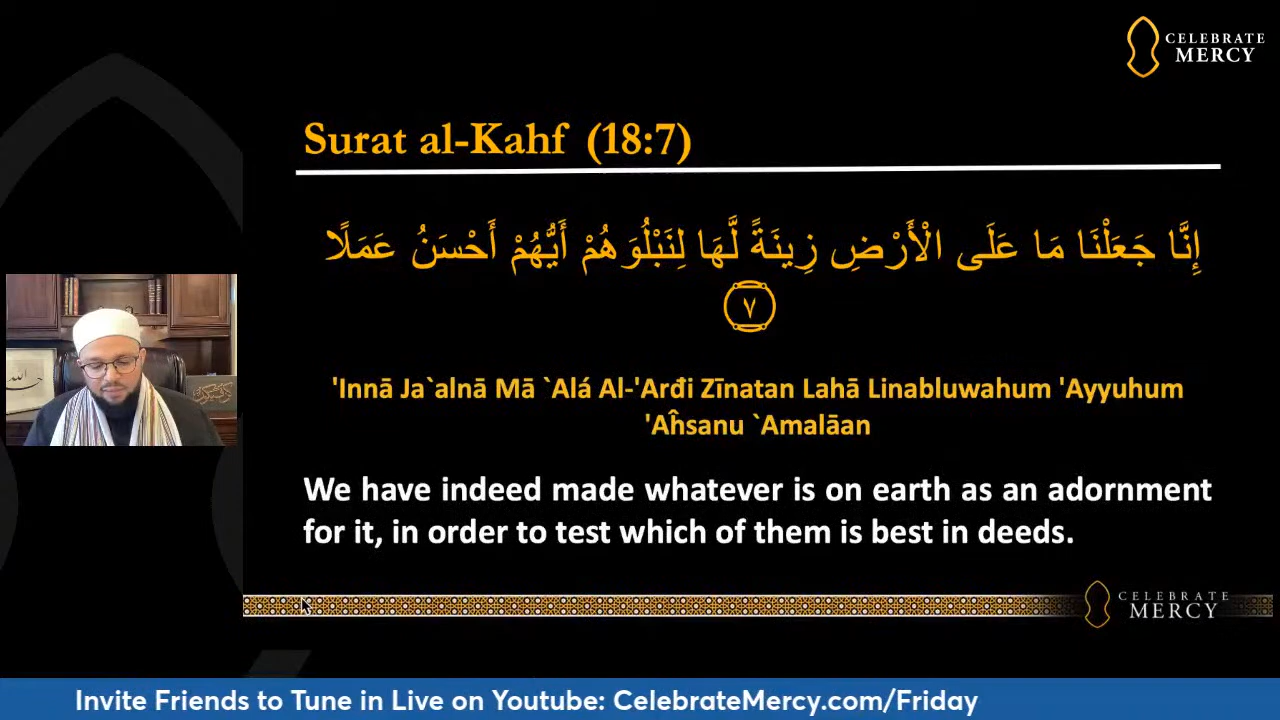 CELEBRATE
MERCY
Surat al-Kahf (18:7)
إِنَّا جَعَلْنَا مَا عَلَى الْأَرْضِ زِينَةً لَّهَا لِنَبْلُوَهُمْ أَيُّهُمْ أَحْسَنُ عَمَلًا
٧
'Innā Ja`alnā Mā `Alá Al-'Arđi Zīnatan Lahā Linabluwahum 'Ayyuhum
'Aĥsanu `Amalāan
We have indeed made whatever is on earth as an adornment
for it, in order to test which of them is best in deeds.
CELEBRATE
MERCY
Invite Friends to Tune in Live on Youtube: CelebrateMercy.com/Friday